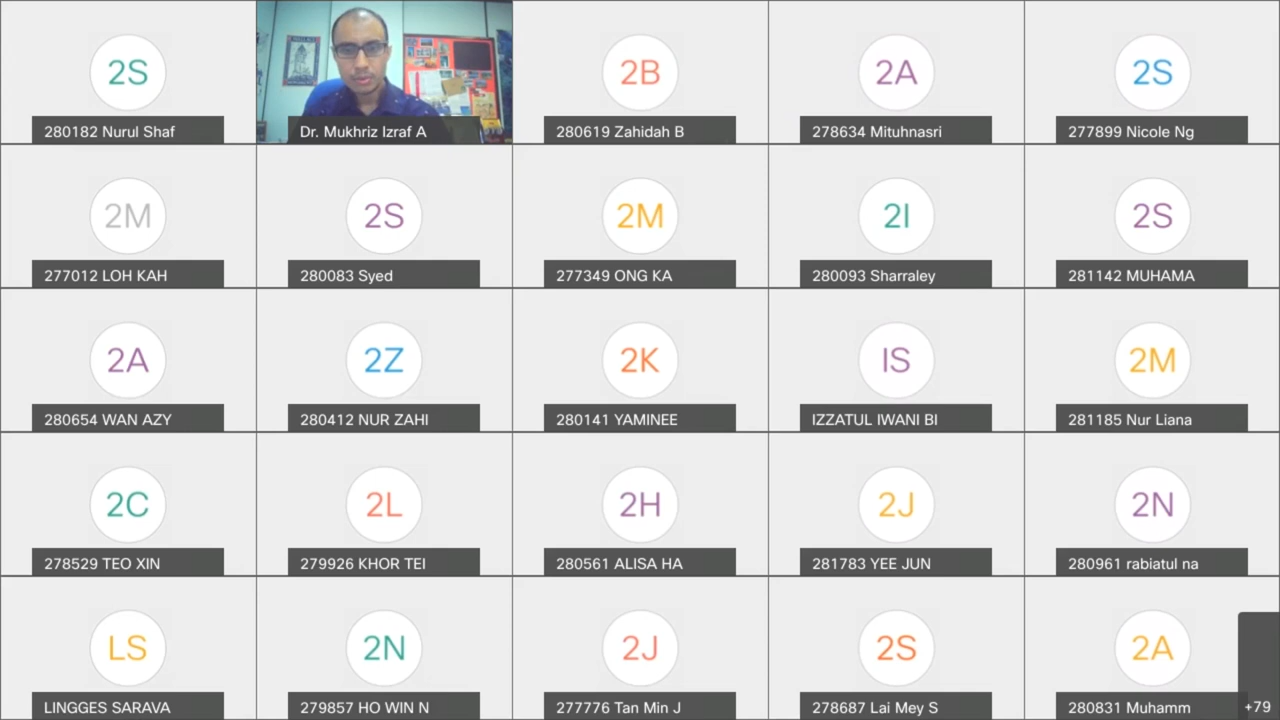 2S
280182 Nurul Shaf
Dr. Mukhriz Izraf A
2B
280619 Zahidah B
2A
278634 Mituhnasri
2S
277899 Nicole Ng
2M
277012 LOH KAH
2S
280083 Syed
2M
277349 ONG KA
2I
280093 Sharraley
2S
281142 MUHAMA
2A
280654 WAN AZY
2Z
280412 NUR ZAHI
2K
280141 YAMINEE
IS
IZZATUL IWANI BI
2M
281185 Nur Liana
2C
278529 TEO XIN
2L
279926 KHOR TEI
2H
280561 ALISA HA
2J
281783 YEE JUN
2N
280961 rabiatul na
LS
LINGGES SARAVA
2N
279857 HO WIN N
2J
277776 Tan Min J
2S
278687 Lai Mey S
2A
280831 Muhamm
+79